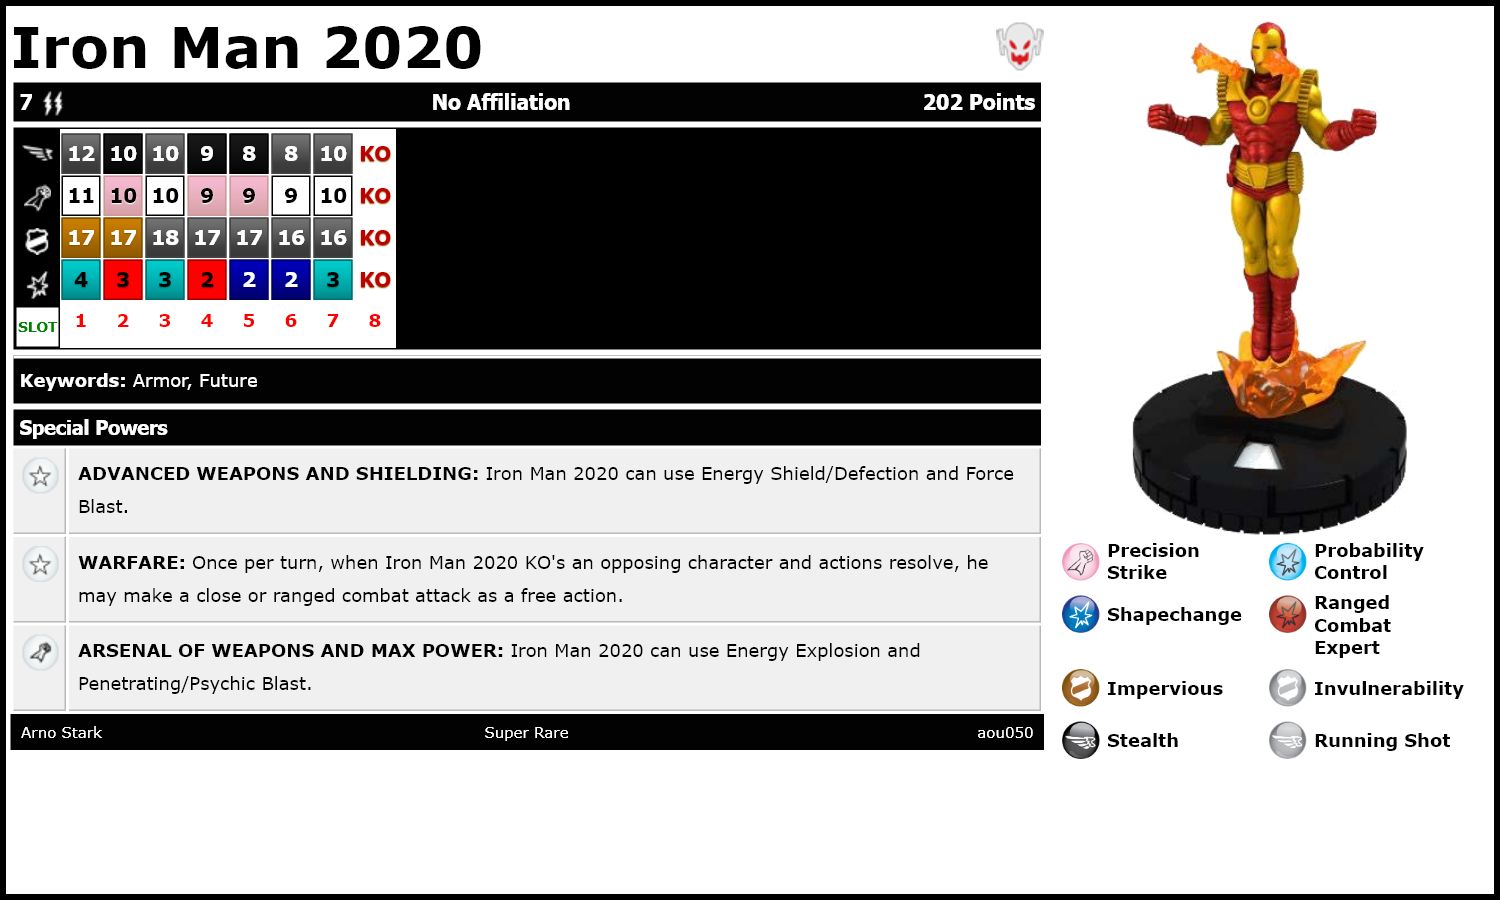 Iron Man 2020
7 No Affiliation 202 Points
12 10 10 9 8 8 10 KO
11 10 10 9 9 9 10 KO
17 17 18 17 17 16 16 KO
4 3 3 2 2 2 3 KO
SLOT 1 2 3 4 5 6 7 8
Keywords: Armor, Future
Special Powers
ADVANCED WEAPONS AND SHIELDING: Iron Man 2020 can use Energy Shield/Defection and Force
Blast.
WARFARE: Once per turn, when Iron Man 2020 KO's an opposing character and actions resolve, he
may make a close or ranged combat attack as a free action.
ARSENAL OF WEAPONS AND MAX POWER: Iron Man 2020 can use Energy Explosion and
Penetrating/Psychic Blast.
Arno Stark Super Rare aou050
Precision
Strike
Probability
Control
Shapechange
Ranged
Combat
Expert
Impervious
Invulnerability
Stealth
Running Shot